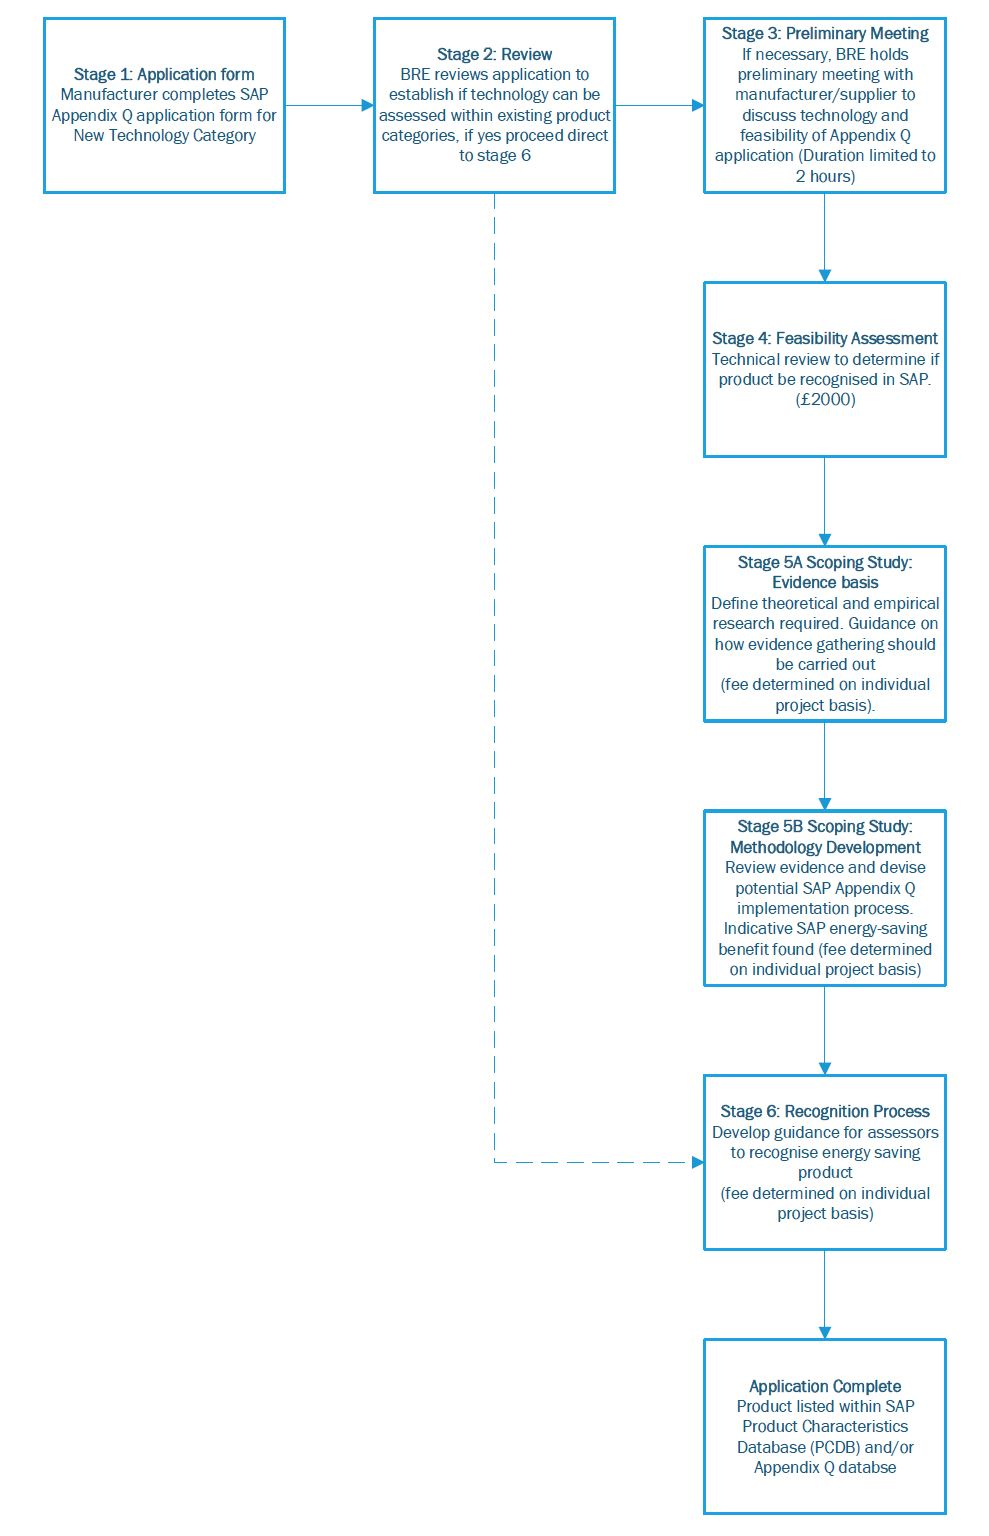 Stage 1: Application form
Manufacturer completes SAP
Appendix Q application form for
New Technology Category
Stage 2: Review
BRE reviews application to
establish if technology can be
assessed within existing product
categories, if yes proceed direct
to stage 6
Stage 3: Preliminary Meeting
If necessary, BRE holds
preliminary meeting with
manufacturer/supplier to
discuss technology and
feasibility of Appendix Q
application (Duration limited to
2 hours)
Stage 4: Feasibility Assessment
Technical review to determine if
product be recognised in SAP.
(£2000)
Stage 5A Scoping Study:
Evidence basis
Define theoretical and empirical
research required. Guidance on
how evidence gathering should
be carried out
(fee determined on individual
project basis).
Stage 5B Scoping Study:
Methodology Development
Review evidence and devise
potential SAP Appendix Q
implementation process.
Indicative SAP energy-saving
benefit found (fee determined
on individual project basis)
Stage 6: Recognition Process
Develop guidance for assessors
to recognise energy saving
product
(fee determined on individual
project basis)
Application Complete
Product listed within SAP
Product Characteristics
Database (PCDB) and/or
Appendix Q databse